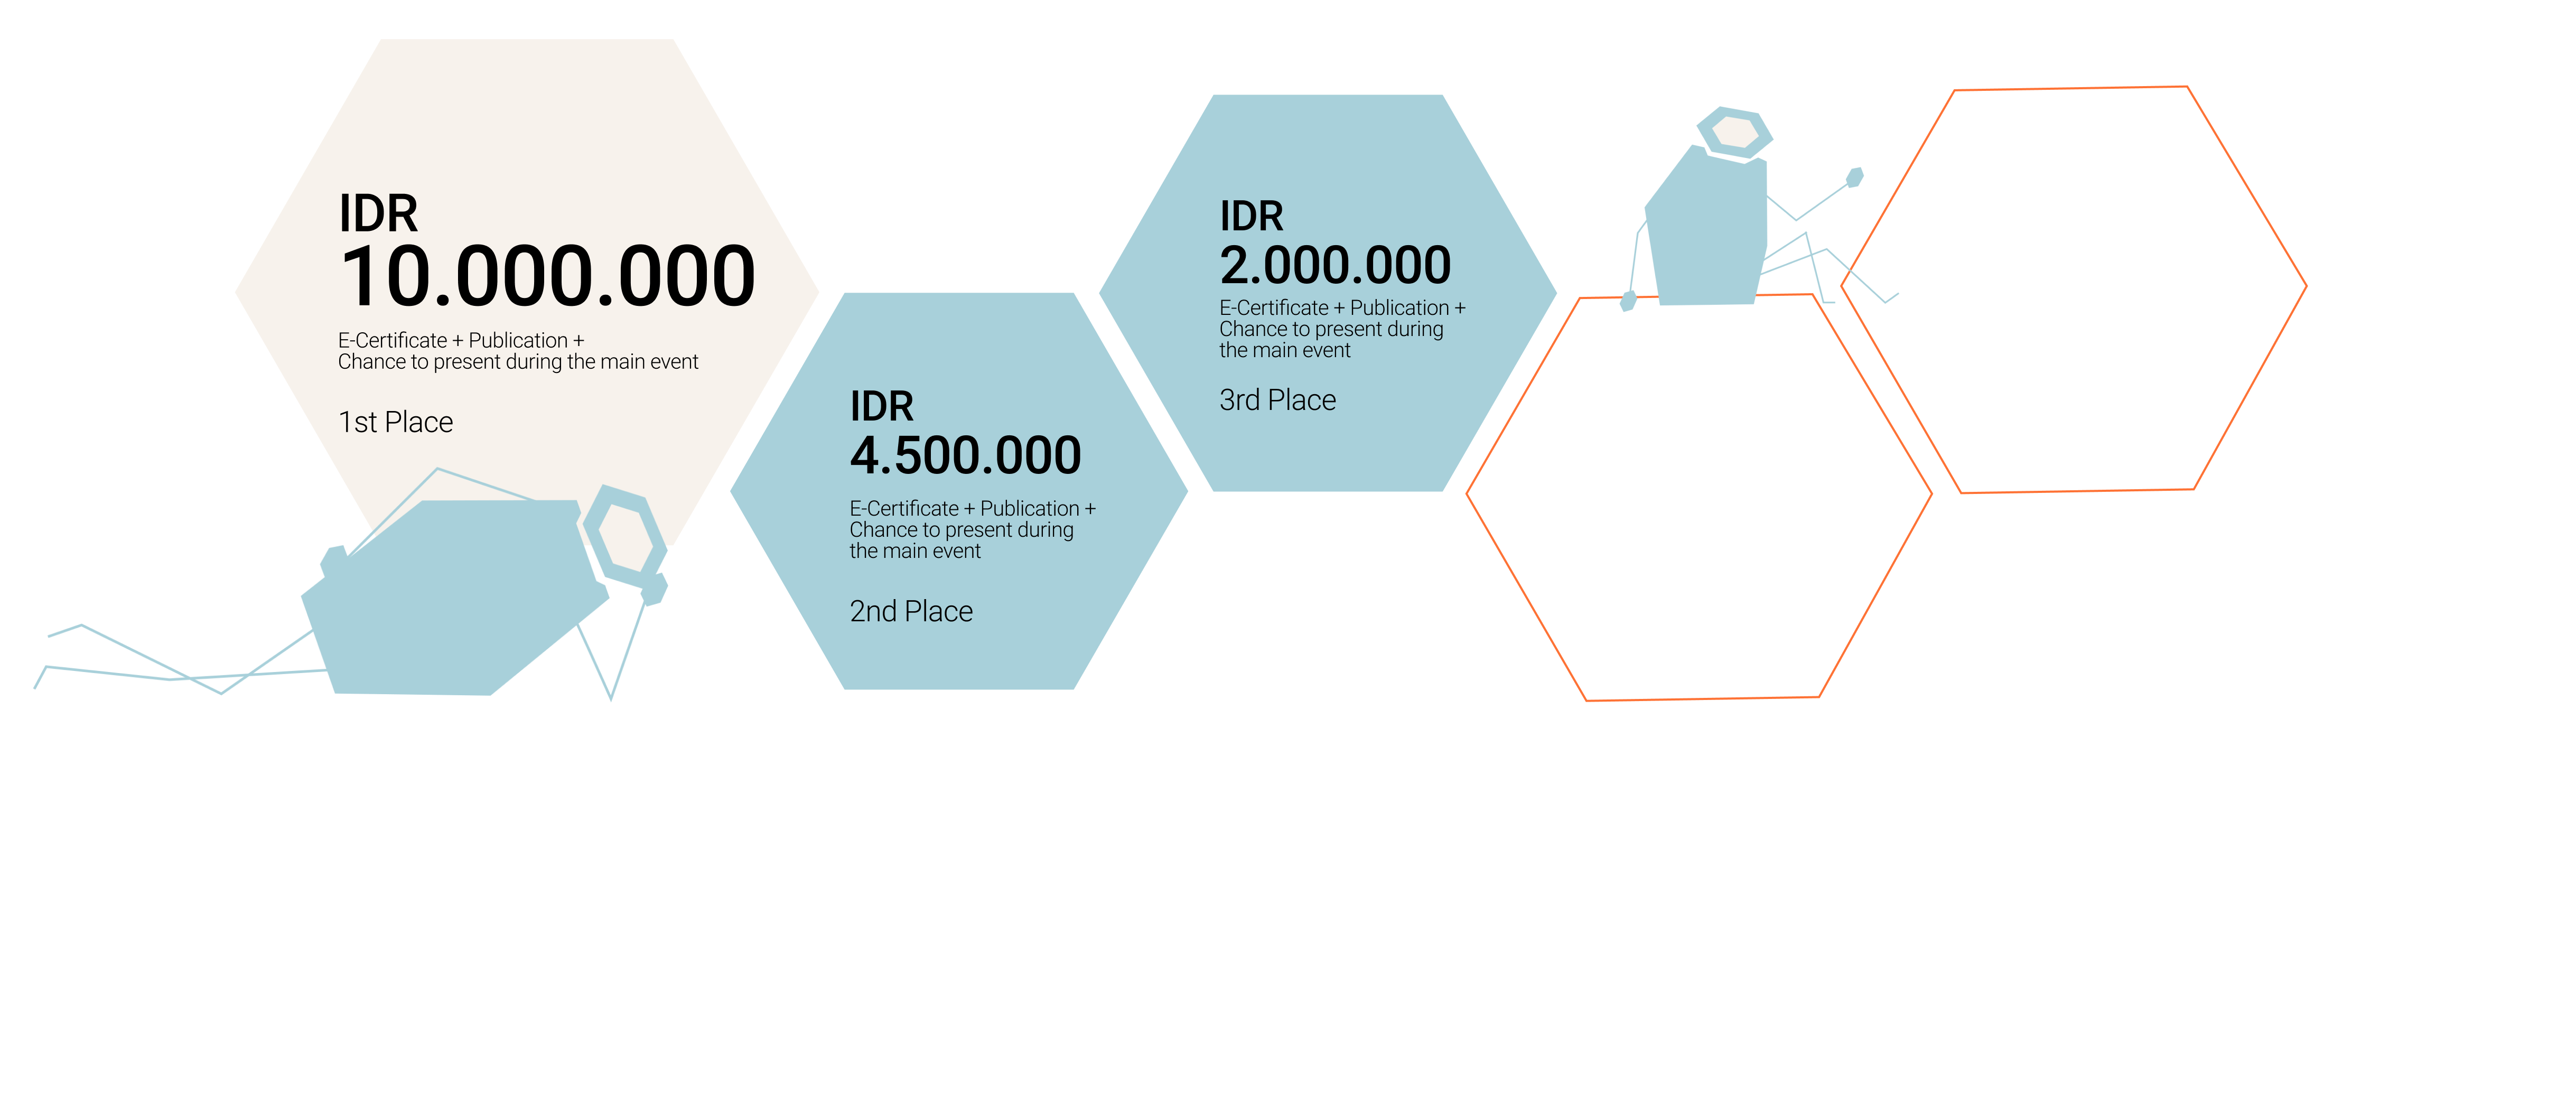 IDR
10.000.000
E-Certificate + Publication +
Chance to present during the main event
1st Place
IDR
4.500.000
E-Certificate + Publication +
Chance to present during
the main event
2nd Place
IDR
2.000.000
E-Certificate + Publication +
Chance to present during
the main event
3rd Place